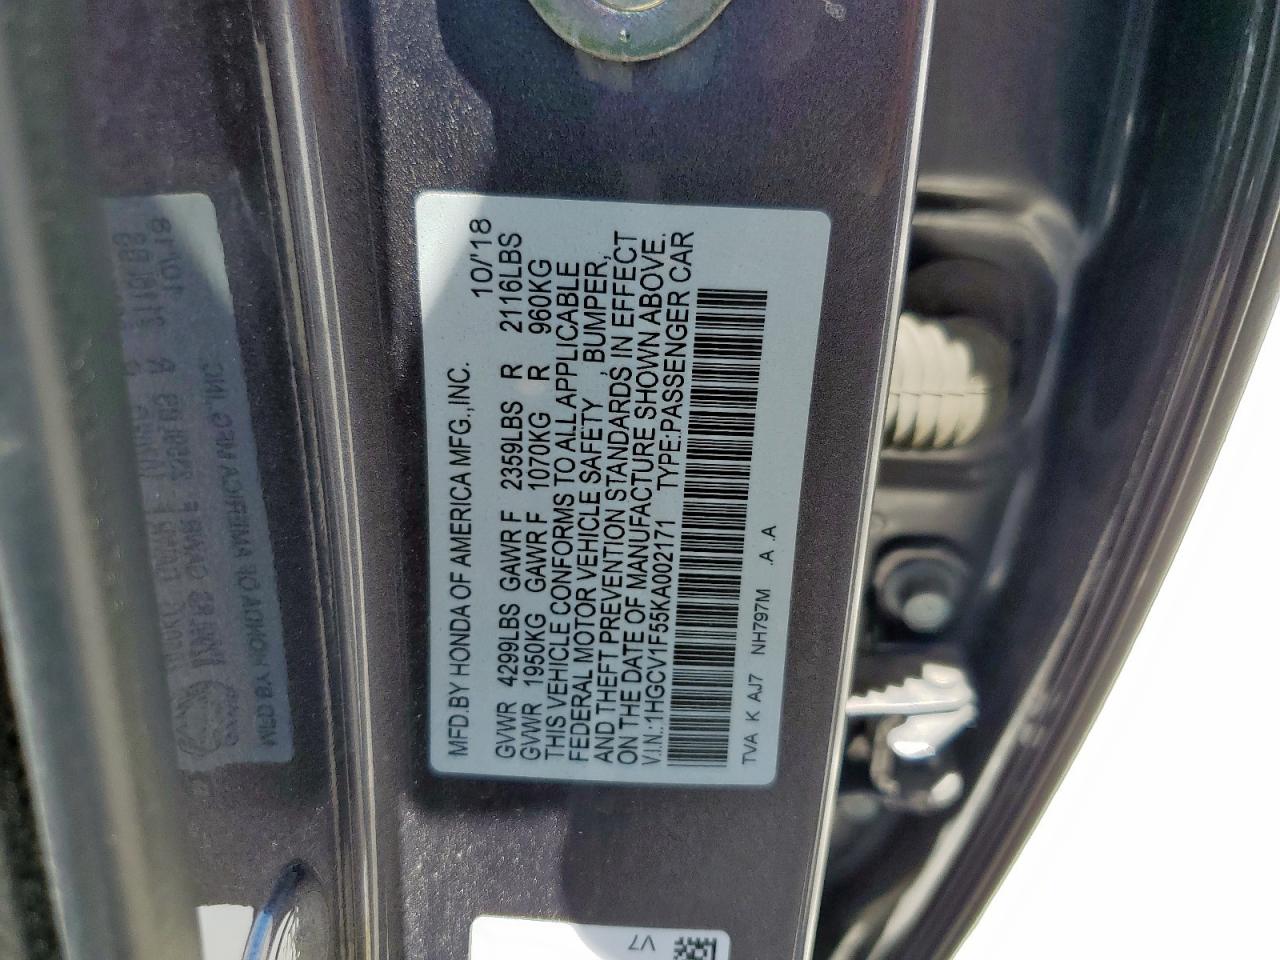 MFD.BY HONDA OF AMERICA MFG.,INC. 10/'18
GVWR 4299LBS GAWR F 2359LBS R 2116LBS
GVWR 1950KG GAWR F 1070KG R 960KG
THIS VEHICLE CONFORMS TO ALL APPLICABLE
FEDERAL MOTOR VEHICLE SAFETY , BUMPER,
AND THEFT PREVENTION STANDARDS IN EFFECT
ON THE DATE OF MANUFACTURE SHOWN ABOVE.
V.I.N.:1HGCV1F55KA002171 TYPE:PASSENGER CAR
TVA K AJ7 NH797M .A .A
V7